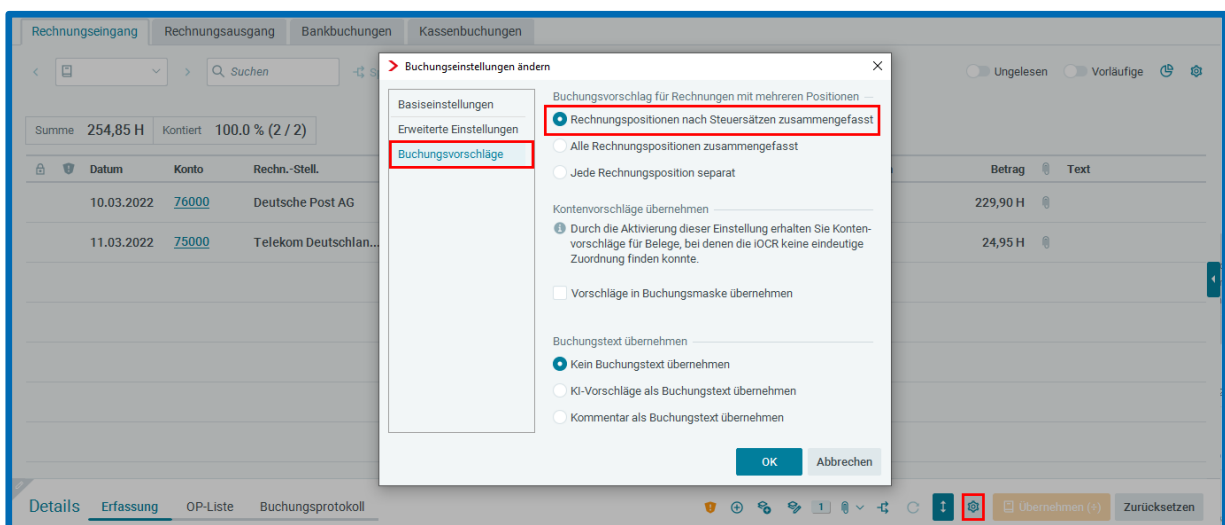 Rechnungseingang Rechnungsausgang Bankbuchungen Kassenbuchungen
Suchen
Ungelesen Vorläufige
Summe 254,85 H Kontiert 100.0 % (2 / 2)
Datum Konto Rechn.-Stell. Betrag Text
10.03.2022 76000 Deutsche Post AG 229,90 H
11.03.2022 75000 Telekom Deutschlan... 24,95 H
Buchungseinstellungen ändern
Basiseinstellungen
Erweiterte Einstellungen
Buchungsvorschläge
Buchungsvorschlag für Rechnungen mit mehreren Positionen
Rechnungspositionen nach Steuersätzen zusammengefasst
Alle Rechnungspositionen zusammengefasst
Jede Rechnungsposition separat
Kontenvorschläge übernehmen
Durch die Aktivierung dieser Einstellung erhalten Sie Konten-
vorschläge für Belege, bei denen die iOCR keine eindeutige
Zuordnung finden konnte.
Vorschläge in Buchungsmaske übernehmen
Buchungstext übernehmen
Kein Buchungstext übernehmen
KI-Vorschläge als Buchungstext übernehmen
Kommentar als Buchungstext übernehmen
OK Abbrechen
Details Erfassung OP-Liste Buchungsprotokoll 1 Übernehmen (+) Zurücksetzen